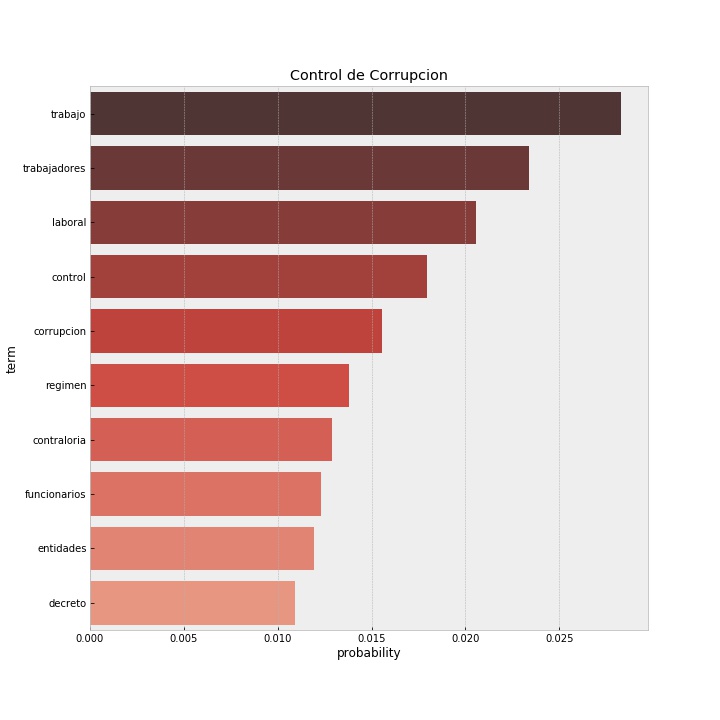 Control de Corrupcion
trabajo
trabajadores
laboral
control
corrupcion
regimen
contraloria
funcionarios
entidades
decreto
term
0.000 0.005 0.010 0.015 0.020 0.025
probability